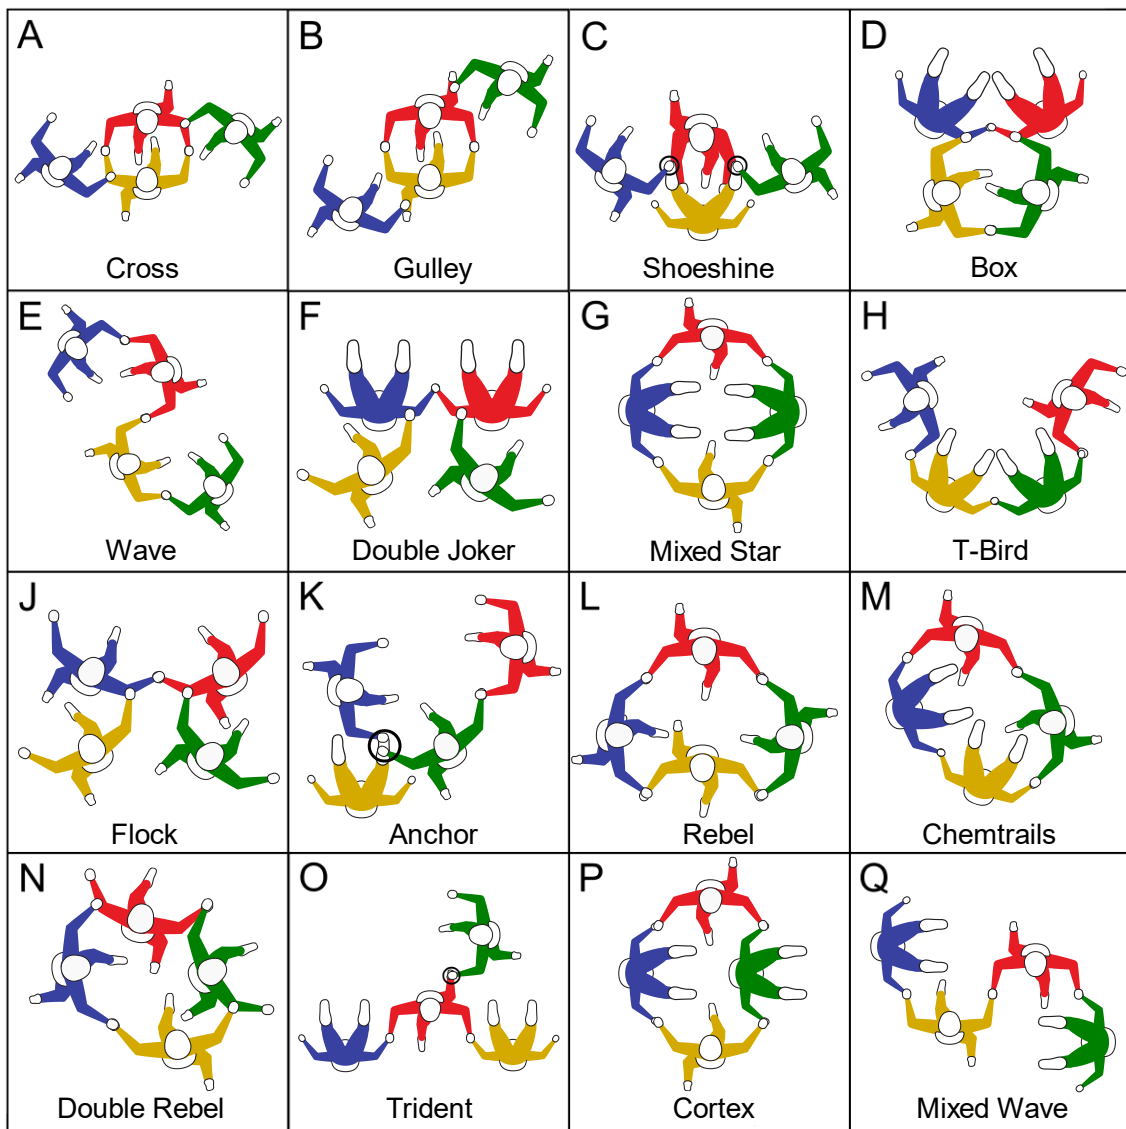 A
Cross
B
Gulley
C
Shoeshine
D
Box
E
Wave
F
Double Joker
G
Mixed Star
H
T-Bird
J
Flock
K
Anchor
L
Rebel
M
Chemtrails
N
Double Rebel
O
Trident
P
Cortex
Q
Mixed Wave